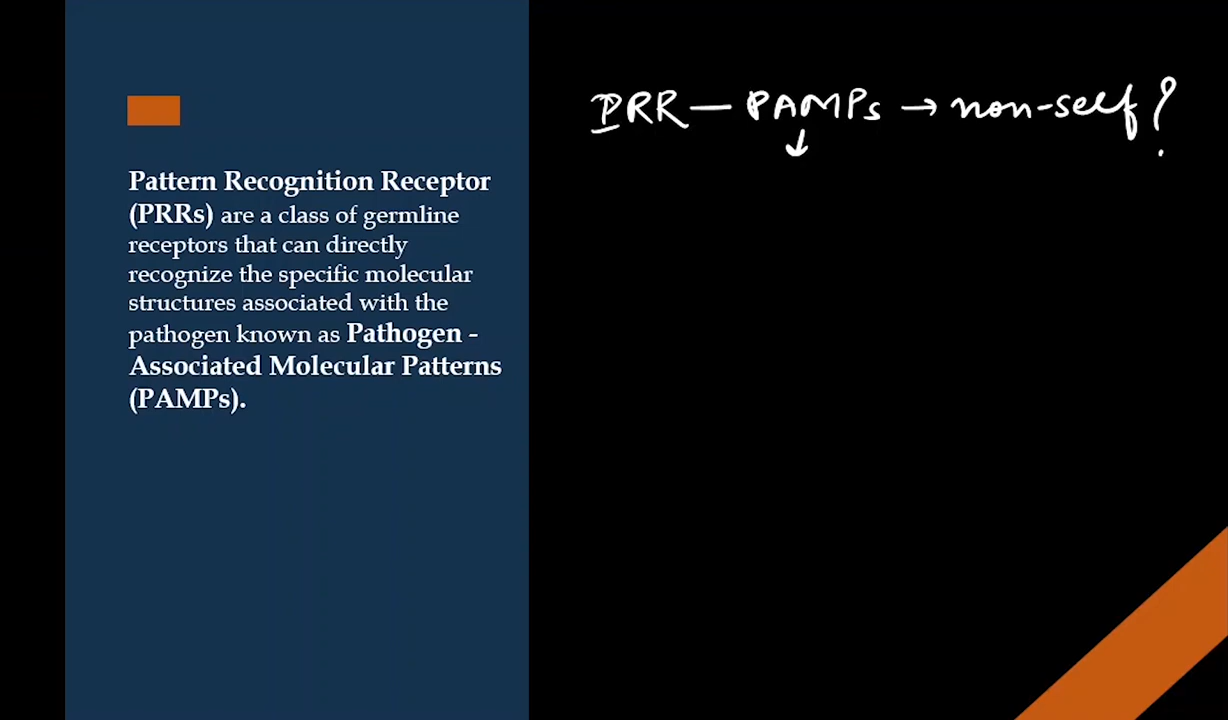 Pattern Recognition Receptor
(PRRs) are a class of germline
receptors that can directly
recognize the specific molecular
structures associated with the
pathogen known as Pathogen -
Associated Molecular Patterns
(PAMPs).
PRR — PAMPs → non-self ?
↓